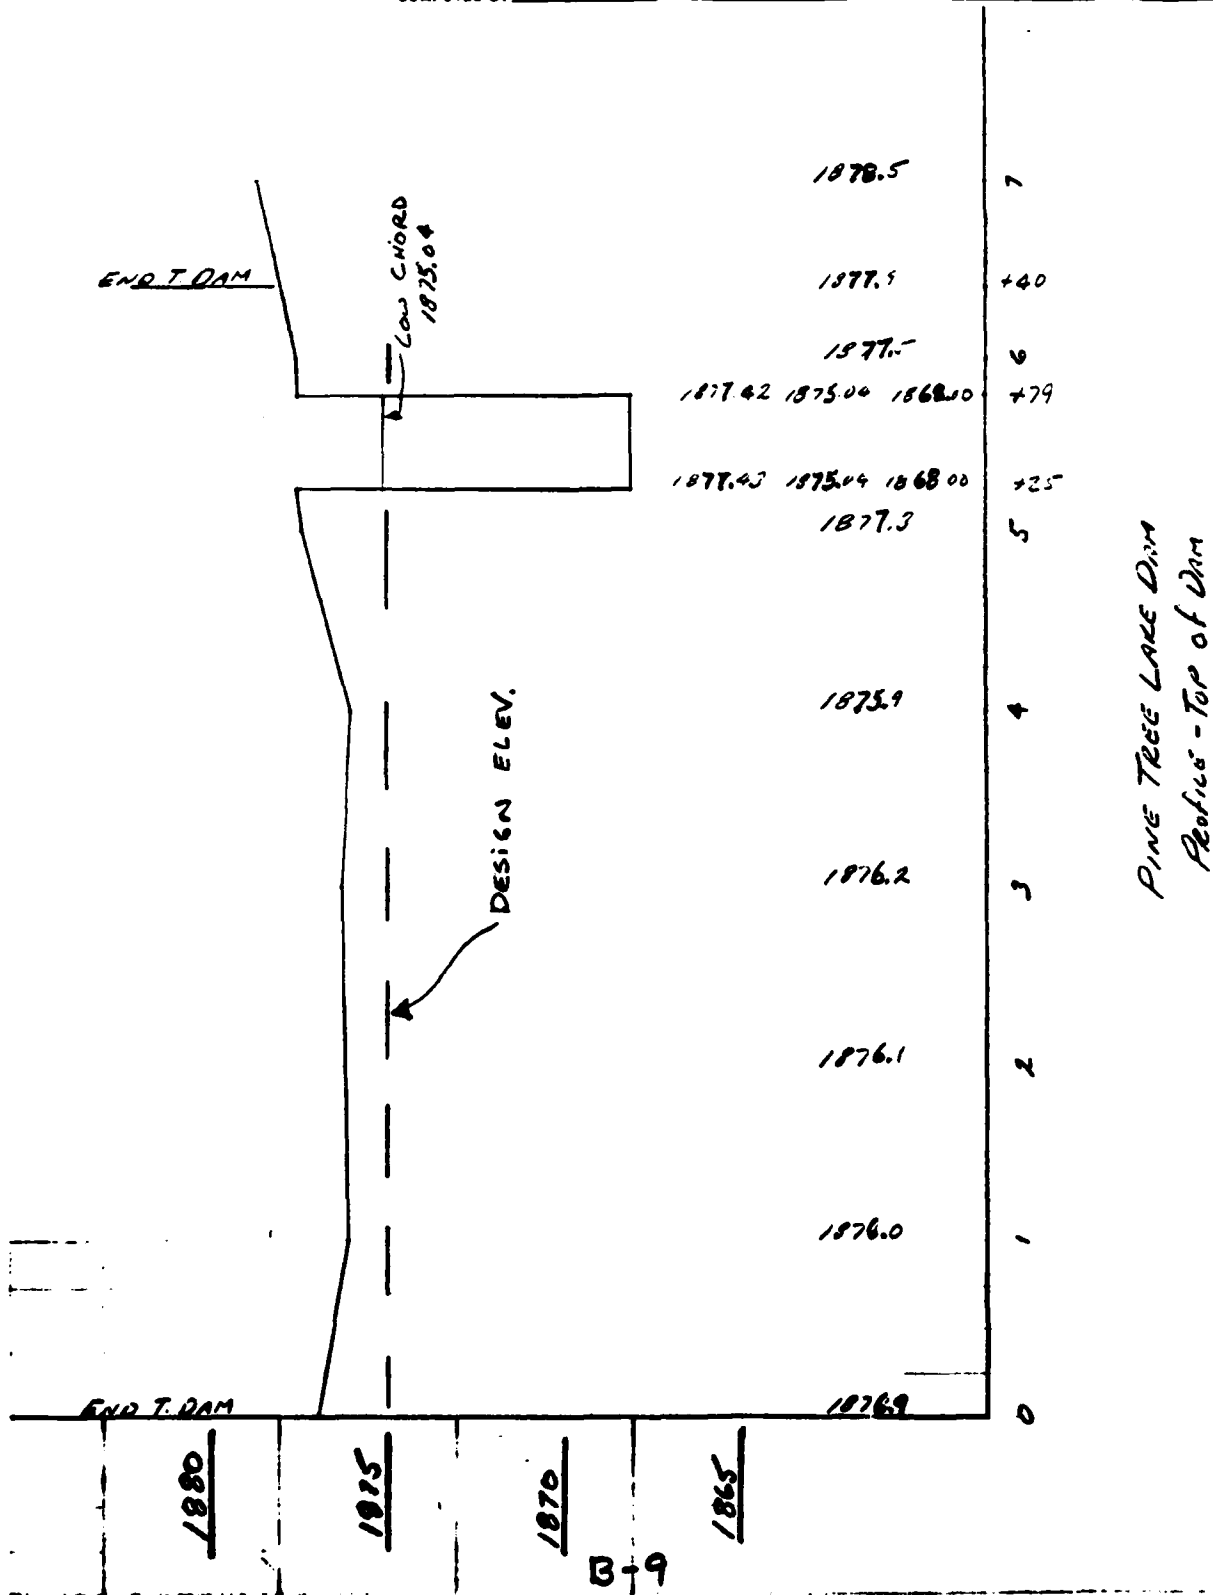 END T. DAM
LOW CHORD
1875.04
DESIGN ELEV.
END T. DAM
1878.5
7
1877.9
+40
1877.5
6
1877.42 1875.04 1868.00
+79
1877.43 1875.04 1868.00
+25
1877.3
5
1875.9
4
1876.2
3
1876.1
2
1876.0
1
1876.9
0
1880
1875
1870
1865
PINE TREE LAKE DAM
PROFILE - TOP OF DAM
B-9